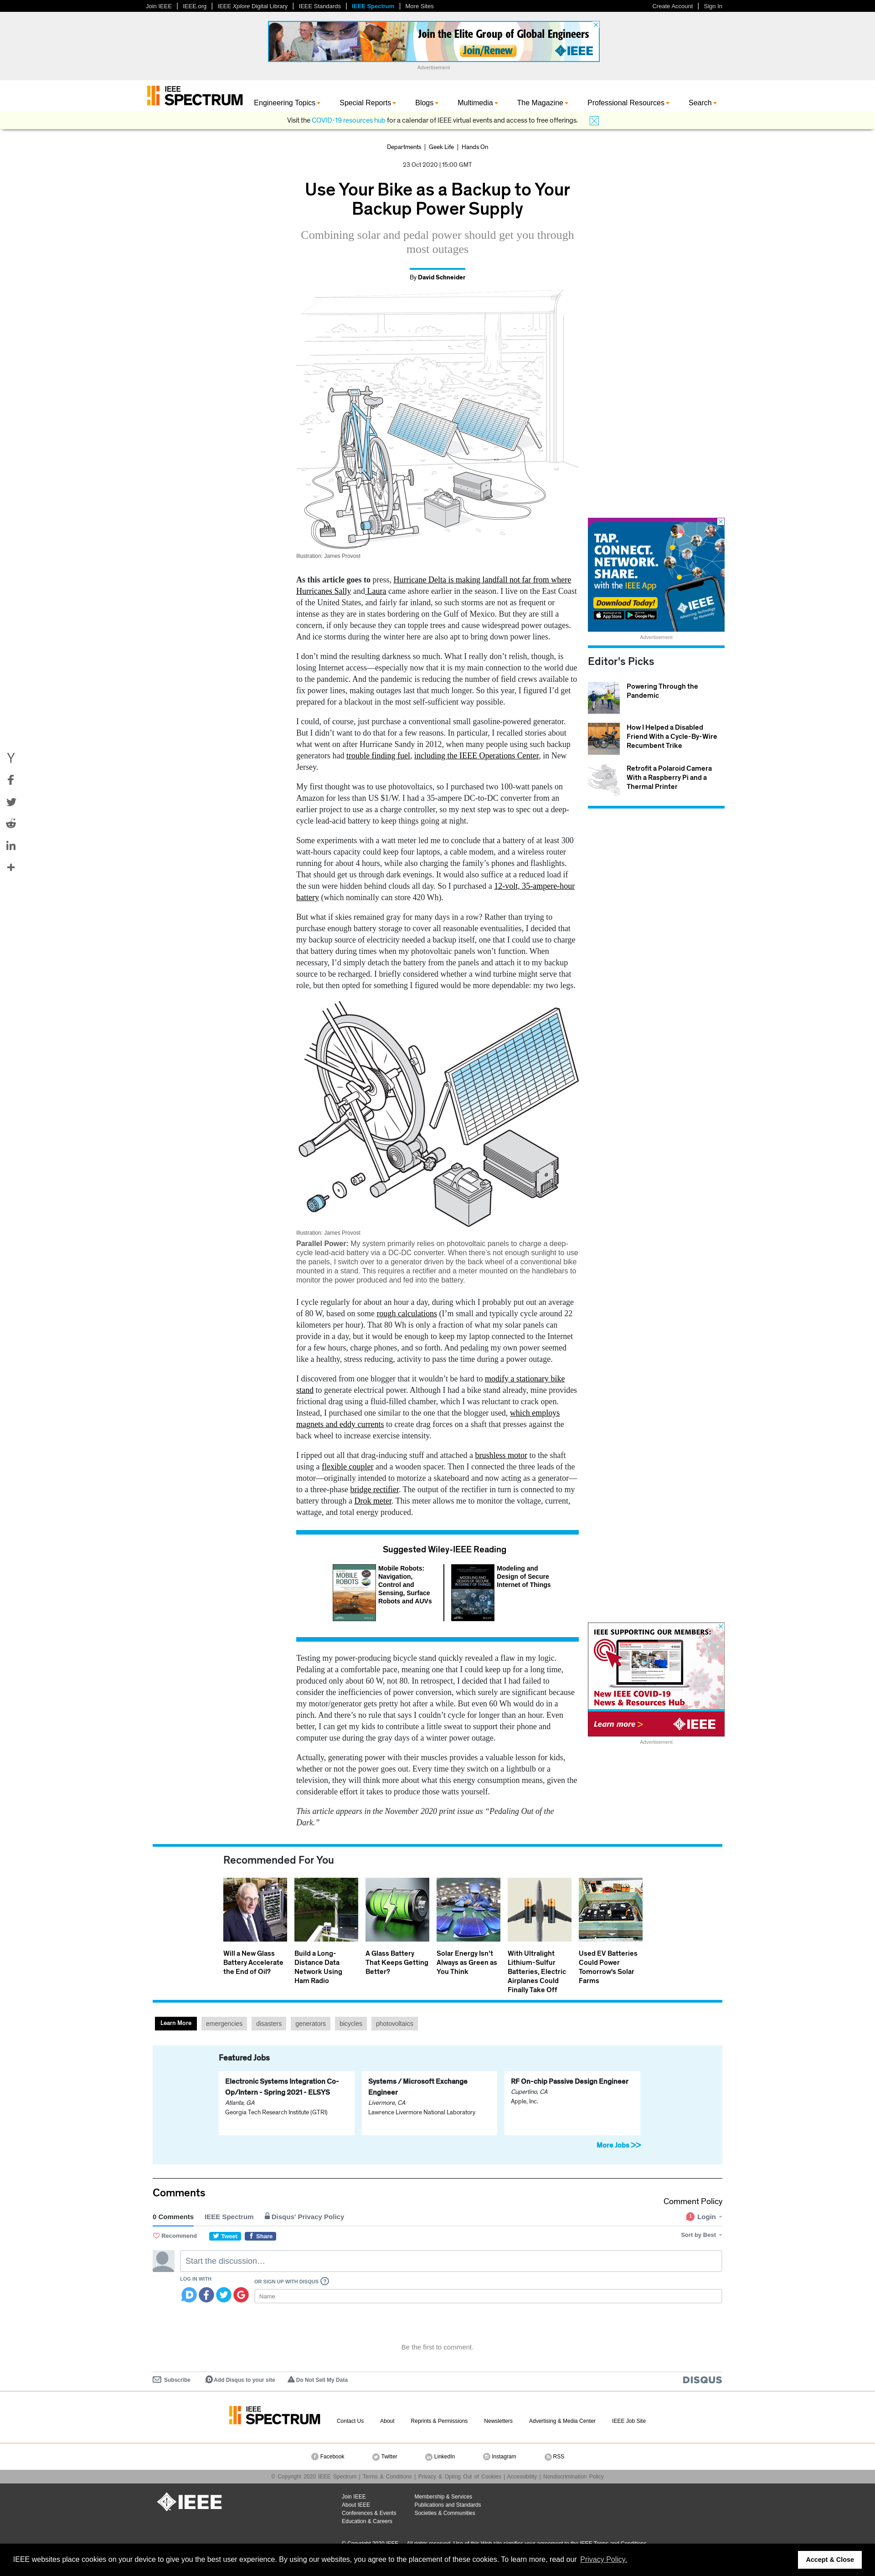 Join IEEE | IEEE.org | IEEE Xplore Digital Library | IEEE Standards | IEEE Spectrum | More Sites
Create Account | Sign In
Join the Elite Group of Global Engineers
Join/Renew
IEEE
Advertisement
IEEE SPECTRUM
Engineering Topics
Special Reports
Blogs
Multimedia
The Magazine
Professional Resources
Search
Visit the COVID-19 resources hub for a calendar of IEEE virtual events and access to free offerings.
Departments | Geek Life | Hands On
23 Oct 2020 | 15:00 GMT
Use Your Bike as a Backup to Your
Backup Power Supply
Combining solar and pedal power should get you through
most outages
By David Schneider
Illustration: James Provost
As this article goes to press, Hurricane Delta is making landfall not far from where
Hurricanes Sally and Laura came ashore earlier in the season. I live on the East Coast
of the United States, and fairly far inland, so such storms are not as frequent or
intense as they are in states bordering on the Gulf of Mexico. But they are still a
concern, if only because they can topple trees and cause widespread power outages.
And ice storms during the winter here are also apt to bring down power lines.
I don't mind the resulting darkness so much. What I really don't relish, though, is
losing Internet access—especially now that it is my main connection to the world due
to the pandemic. And the pandemic is reducing the number of field crews available to
fix power lines, making outages last that much longer. So this year, I figured I'd get
prepared for a blackout in the most self-sufficient way possible.
I could, of course, just purchase a conventional small gasoline-powered generator.
But I didn't want to do that for a few reasons. In particular, I recalled stories about
what went on after Hurricane Sandy in 2012, when many people using such backup
generators had trouble finding fuel, including the IEEE Operations Center, in New
Jersey.
My first thought was to use photovoltaics, so I purchased two 100-watt panels on
Amazon for less than US $1/W. I had a 35-ampere DC-to-DC converter from an
earlier project to use as a charge controller, so my next step was to spec out a deep-
cycle lead-acid battery to keep things going at night.
Some experiments with a watt meter led me to conclude that a battery of at least 300
watt-hours capacity could keep four laptops, a cable modem, and a wireless router
running for about 4 hours, while also charging the family's phones and flashlights.
That should get us through dark evenings. It would also suffice at a reduced load if
the sun were hidden behind clouds all day. So I purchased a 12-volt, 35-ampere-hour
battery (which nominally can store 420 Wh).
But what if skies remained gray for many days in a row? Rather than trying to
purchase enough battery storage to cover all reasonable eventualities, I decided that
my backup source of electricity needed a backup itself, one that I could use to charge
that battery during times when my photovoltaic panels won't function. When
necessary, I'd simply detach the battery from the panels and attach it to my backup
source to be recharged. I briefly considered whether a wind turbine might serve that
role, but then opted for something I figured would be more dependable: my two legs.
Illustration: James Provost
Parallel Power: My system primarily relies on photovoltaic panels to charge a deep-
cycle lead-acid battery via a DC-DC converter. When there's not enough sunlight to use
the panels, I switch over to a generator driven by the back wheel of a conventional bike
mounted in a stand. This requires a rectifier and a meter mounted on the handlebars to
monitor the power produced and fed into the battery.
I cycle regularly for about an hour a day, during which I probably put out an average
of 80 W, based on some rough calculations (I'm small and typically cycle around 22
kilometers per hour). That 80 Wh is only a fraction of what my solar panels can
provide in a day, but it would be enough to keep my laptop connected to the Internet
for a few hours, charge phones, and so forth. And pedaling my own power seemed
like a healthy, stress reducing, activity to pass the time during a power outage.
I discovered from one blogger that it wouldn't be hard to modify a stationary bike
stand to generate electrical power. Although I had a bike stand already, mine provides
frictional drag using a fluid-filled chamber, which I was reluctant to crack open.
Instead, I purchased one similar to the one that the blogger used, which employs
magnets and eddy currents to create drag forces on a shaft that presses against the
back wheel to increase exercise intensity.
I ripped out all that drag-inducing stuff and attached a brushless motor to the shaft
using a flexible coupler and a wooden spacer. Then I connected the three leads of the
motor—originally intended to motorize a skateboard and now acting as a generator—
to a three-phase bridge rectifier. The output of the rectifier in turn is connected to my
battery through a Drok meter. This meter allows me to monitor the voltage, current,
wattage, and total energy produced.
Suggested Wiley-IEEE Reading
MOBILE ROBOTS
Mobile Robots:
Navigation,
Control and
Sensing, Surface
Robots and AUVs
Modeling and
Design of Secure
Internet of Things
Testing my power-producing bicycle stand quickly revealed a flaw in my logic.
Pedaling at a comfortable pace, meaning one that I could keep up for a long time,
produced only about 60 W, not 80. In retrospect, I decided that I had failed to
consider the inefficiencies of power conversion, which surely are significant because
my motor/generator gets pretty hot after a while. But even 60 Wh would do in a
pinch. And there's no rule that says I couldn't cycle for longer than an hour. Even
better, I can get my kids to contribute a little sweat to support their phone and
computer use during the gray days of a winter power outage.
Actually, generating power with their muscles provides a valuable lesson for kids,
whether or not the power goes out. Every time they switch on a lightbulb or a
television, they will think more about what this energy consumption means, given the
considerable effort it takes to produce those watts yourself.
This article appears in the November 2020 print issue as "Pedaling Out of the
Dark."
TAP.
CONNECT.
NETWORK.
SHARE.
with the IEEE App
Download Today!
App Store
Google Play
IEEE
Advertisement
Editor's Picks
Powering Through the
Pandemic
How I Helped a Disabled
Friend With a Cycle-By-Wire
Recumbent Trike
Retrofit a Polaroid Camera
With a Raspberry Pi and a
Thermal Printer
IEEE SUPPORTING OUR MEMBERS:
New IEEE COVID-19
News & Resources Hub
Learn more >
IEEE
Advertisement
Recommended For You
Will a New Glass
Battery Accelerate
the End of Oil?
Build a Long-
Distance Data
Network Using
Ham Radio
A Glass Battery
That Keeps Getting
Better?
Solar Energy Isn't
Always as Green as
You Think
With Ultralight
Lithium-Sulfur
Batteries, Electric
Airplanes Could
Finally Take Off
Used EV Batteries
Could Power
Tomorrow's Solar
Farms
Learn More
emergencies
disasters
generators
bicycles
photovoltaics
Featured Jobs
Electronic Systems Integration Co-
Op/Intern - Spring 2021 - ELSYS
Atlanta, GA
Georgia Tech Research Institute (GTRI)
Systems / Microsoft Exchange
Engineer
Livermore, CA
Lawrence Livermore National Laboratory
RF On-chip Passive Design Engineer
Cupertino, CA
Apple, Inc.
More Jobs >>
Comments
Comment Policy
0 Comments
IEEE Spectrum
Disqus' Privacy Policy
1 Login
Recommend
Tweet
Share
Sort by Best
Start the discussion…
LOG IN WITH
OR SIGN UP WITH DISQUS ?
Name
Be the first to comment.
Subscribe
Add Disqus to your site
Do Not Sell My Data
DISQUS
IEEE SPECTRUM
Contact Us
About
Reprints & Permissions
Newsletters
Advertising & Media Center
IEEE Job Site
Facebook
Twitter
LinkedIn
Instagram
RSS
© Copyright 2020 IEEE Spectrum | Terms & Conditions | Privacy & Opting Out of Cookies | Accessibility | Nondiscrimination Policy
IEEE
Join IEEE
About IEEE
Conferences & Events
Education & Careers
Membership & Services
Publications and Standards
Societies & Communities
IEEE websites place cookies on your device to give you the best user experience. By using our websites, you agree to the placement of these cookies. To learn more, read our Privacy Policy.
Accept & Close